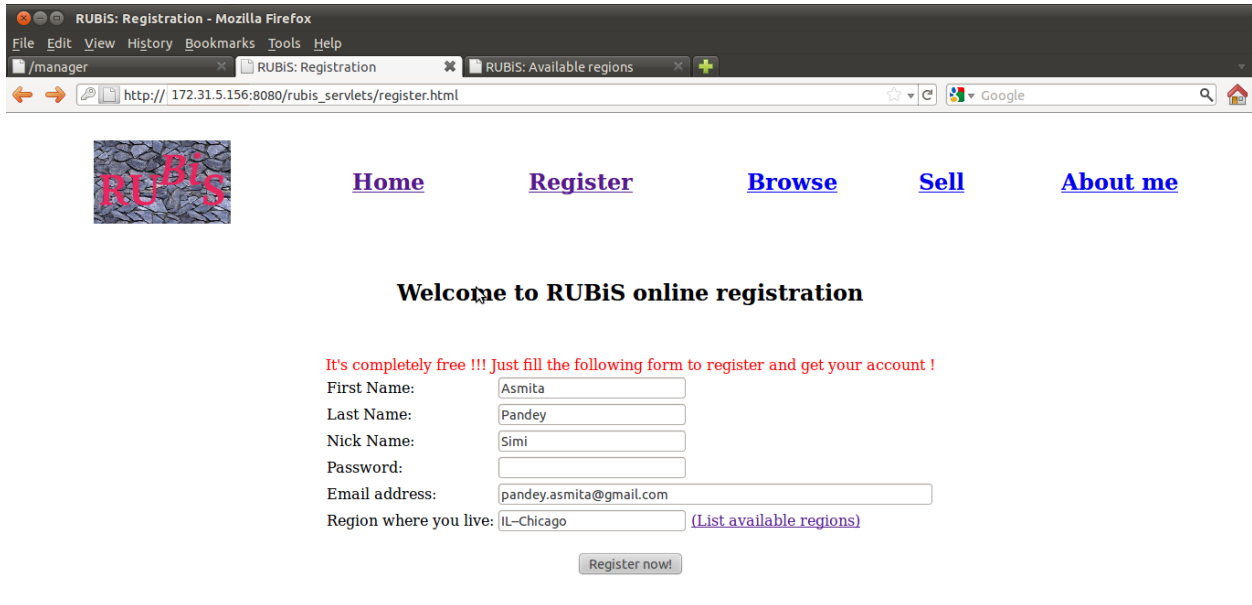 RUBiS: Registration - Mozilla Firefox
File Edit View History Bookmarks Tools Help
/manager RUBiS: Registration RUBiS: Available regions
http:// 172.31.5.156:8080/rubis_servlets/register.html Google
RUBiS Home Register Browse Sell About me
Welcome to RUBiS online registration
It's completely free !!! Just fill the following form to register and get your account !
First Name: Asmita
Last Name: Pandey
Nick Name: Simi
Password:
Email address: pandey.asmita@gmail.com
Region where you live: IL--Chicago (List available regions)
Register now!